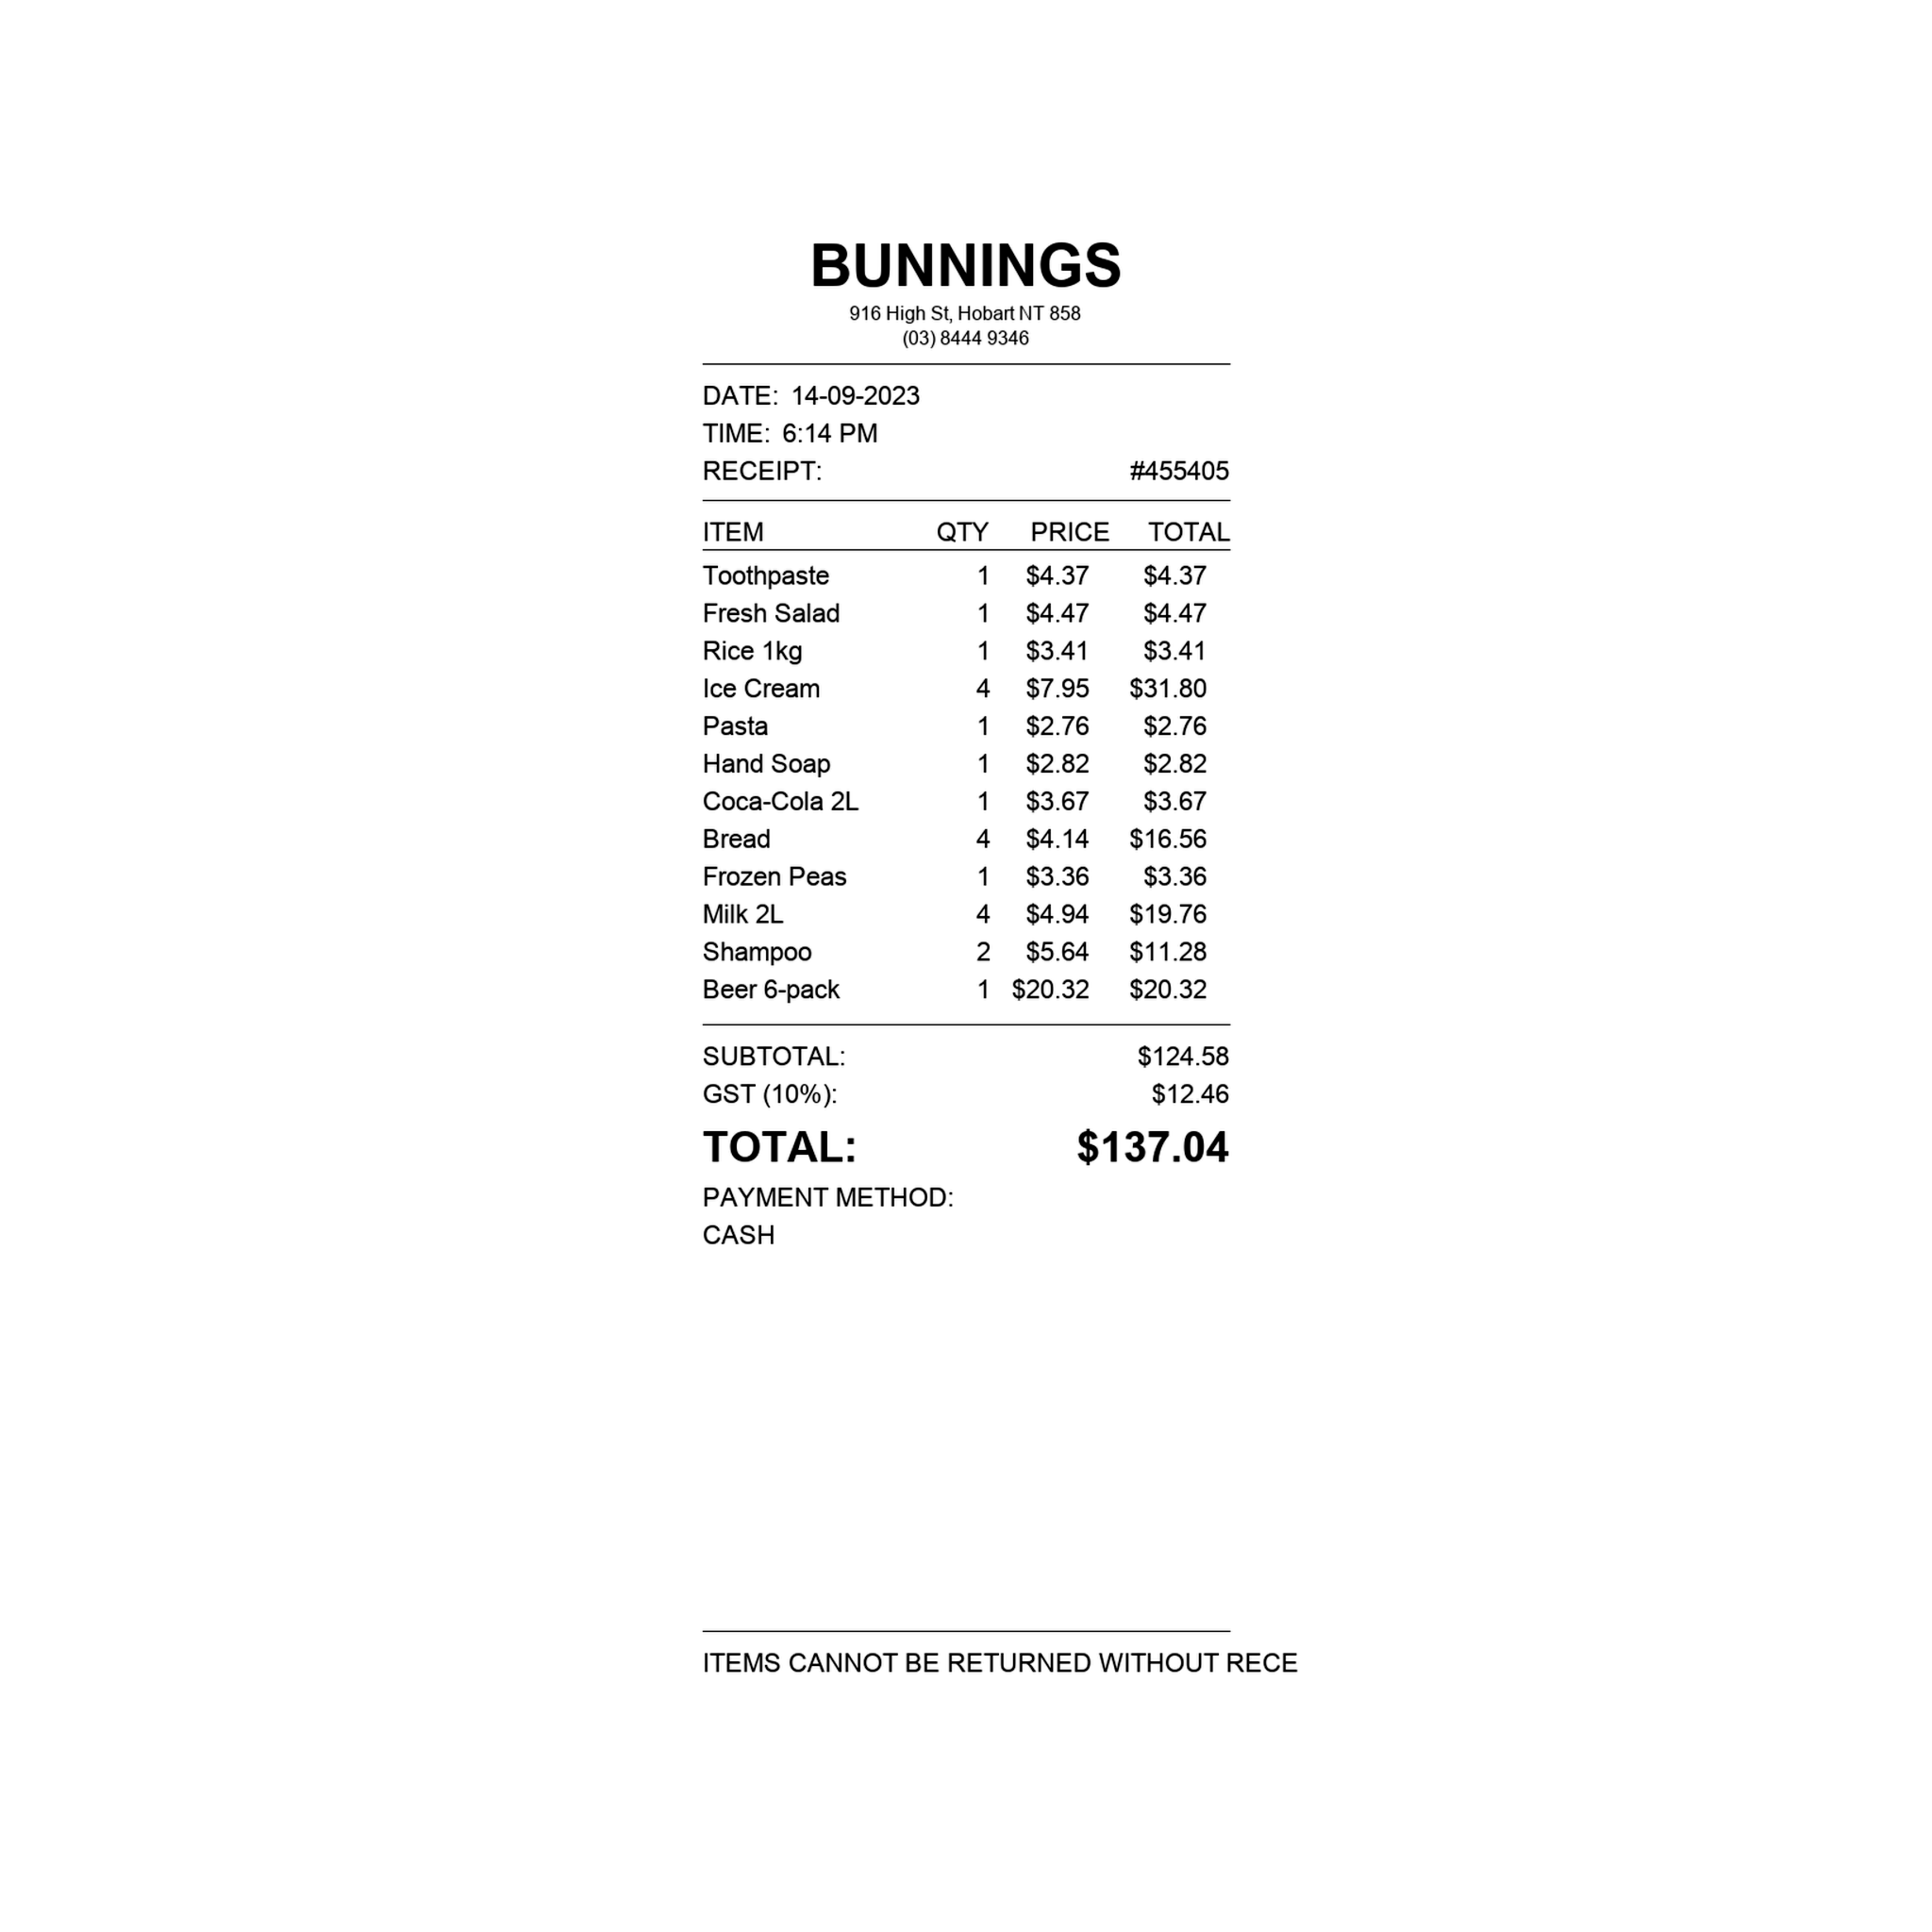 BUNNINGS
916 High St, Hobart NT 858
(03) 8444 9346
DATE: 14-09-2023
TIME: 6:14 PM
RECEIPT: #455405
ITEM QTY PRICE TOTAL
Toothpaste 1 $4.37 $4.37
Fresh Salad 1 $4.47 $4.47
Rice 1kg 1 $3.41 $3.41
Ice Cream 4 $7.95 $31.80
Pasta 1 $2.76 $2.76
Hand Soap 1 $2.82 $2.82
Coca-Cola 2L 1 $3.67 $3.67
Bread 4 $4.14 $16.56
Frozen Peas 1 $3.36 $3.36
Milk 2L 4 $4.94 $19.76
Shampoo 2 $5.64 $11.28
Beer 6-pack 1 $20.32 $20.32
SUBTOTAL: $124.58
GST (10%): $12.46
TOTAL: $137.04
PAYMENT METHOD:
CASH
ITEMS CANNOT BE RETURNED WITHOUT RECE